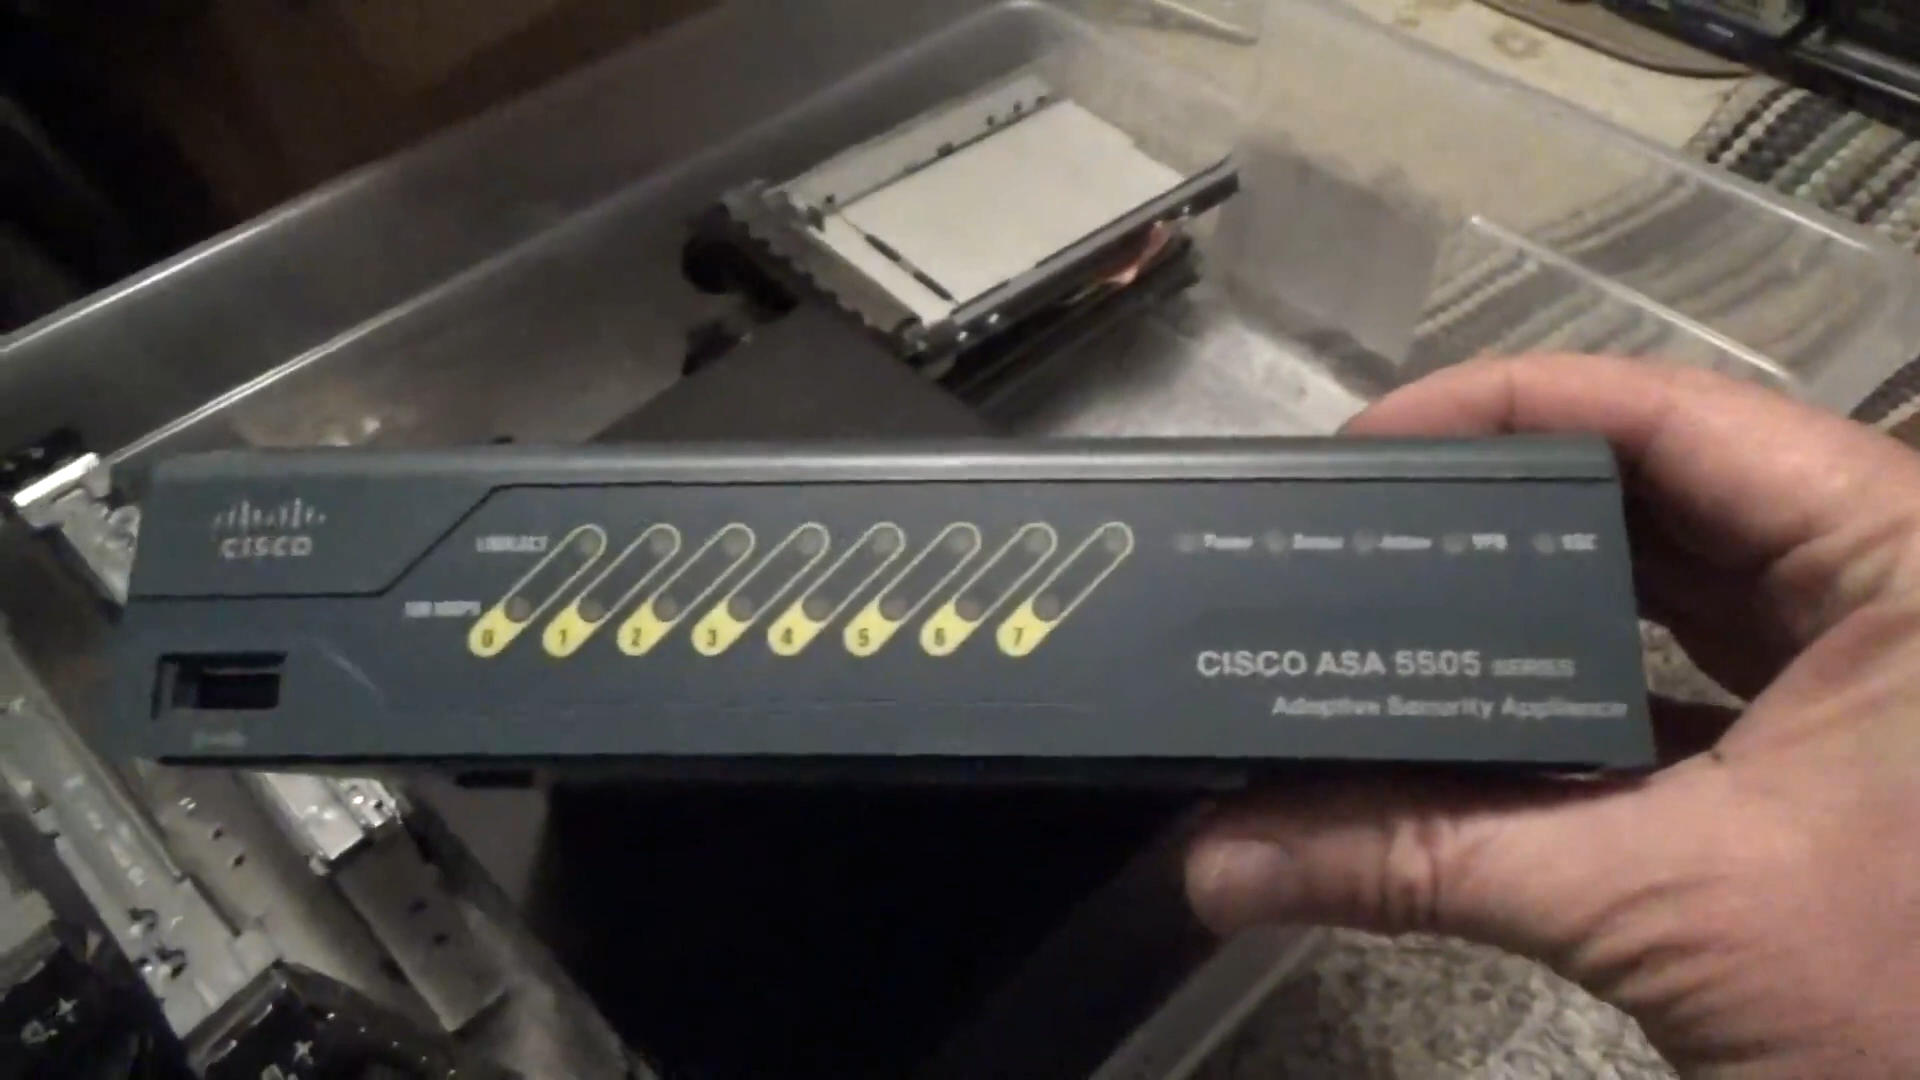 CISCO
LINK/ACT
Power Status Active VPN SSC
100 MBPS
0 1 2 3 4 5 6 7
CISCO ASA 5505 SERIES
Adaptive Security Appliance